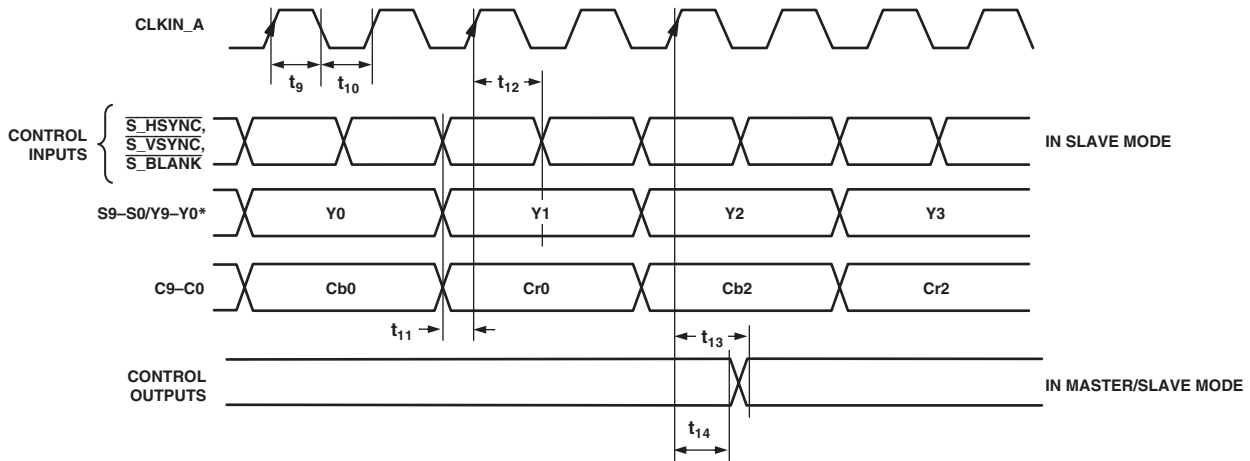 CLKIN_A
t9
t10
t12
CONTROL
INPUTS
S_HSYNC,
S_VSYNC,
S_BLANK
IN SLAVE MODE
S9–S0/Y9–Y0*
Y0
Y1
Y2
Y3
C9–C0
Cb0
Cr0
Cb2
Cr2
t11
t13
CONTROL
OUTPUTS
IN MASTER/SLAVE MODE
t14